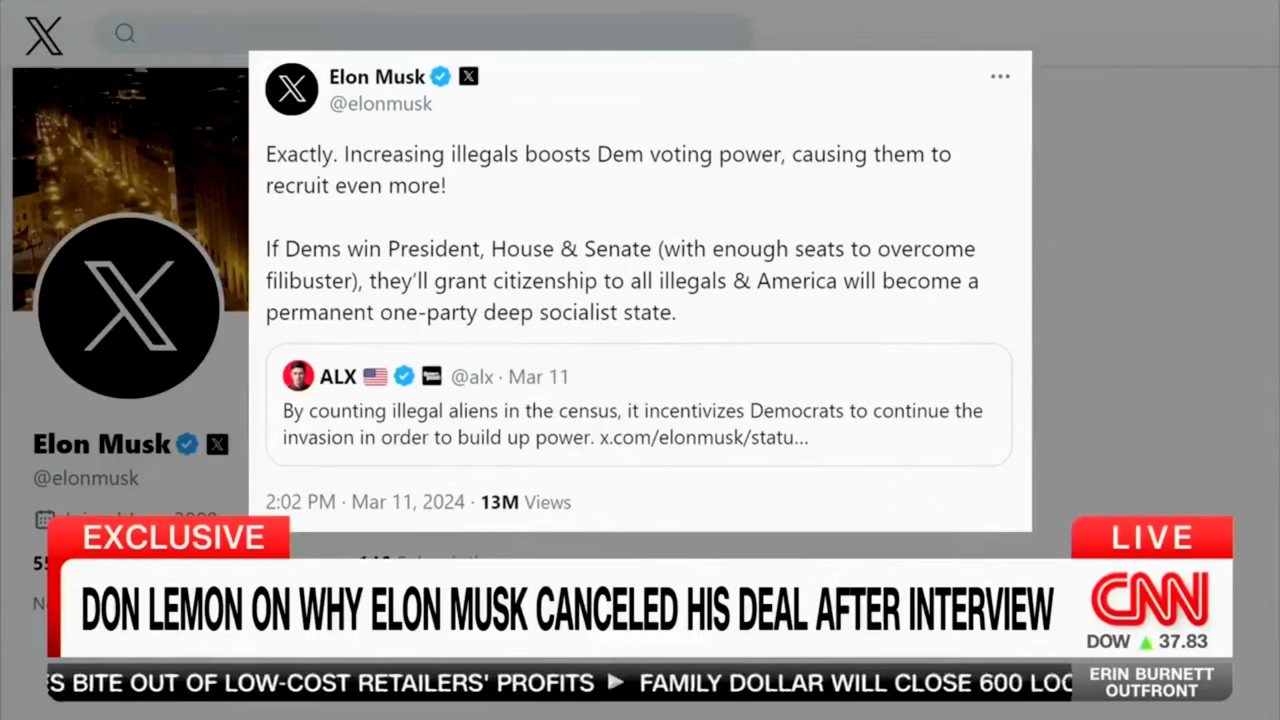 Elon Musk
@elonmusk
Exactly. Increasing illegals boosts Dem voting power, causing them to
recruit even more!
If Dems win President, House & Senate (with enough seats to overcome
filibuster), they'll grant citizenship to all illegals & America will become a
permanent one-party deep socialist state.
ALX @alx · Mar 11
By counting illegal aliens in the census, it incentivizes Democrats to continue the
invasion in order to build up power. x.com/elonmusk/statu...
2:02 PM · Mar 11, 2024 · 13M Views
Elon Musk
@elonmusk
EXCLUSIVE
LIVE
DON LEMON ON WHY ELON MUSK CANCELED HIS DEAL AFTER INTERVIEW
CNN
DOW ▲ 37.83
S BITE OUT OF LOW-COST RETAILERS' PROFITS ▶ FAMILY DOLLAR WILL CLOSE 600 LOC
ERIN BURNETT
OUTFRONT